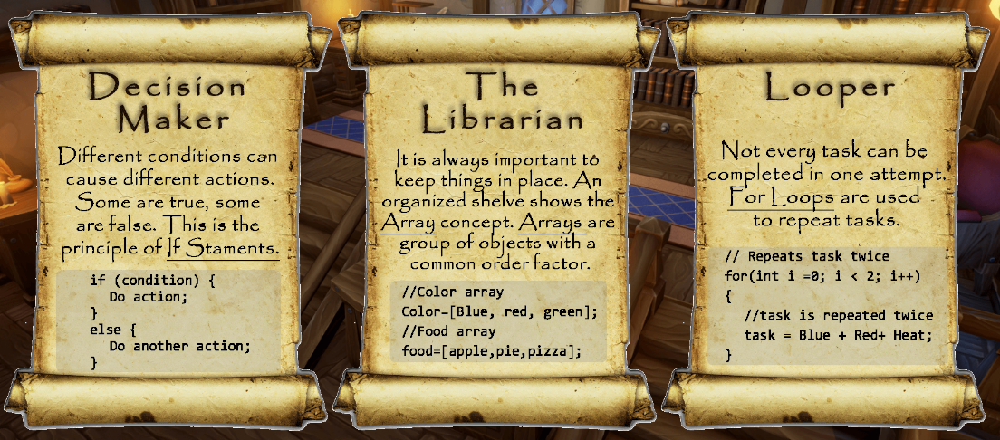 Decision
Maker
Different conditions can
cause different actions.
Some are true, some
are false. This is the
principle of If Staments.
if (condition) {
Do action;
}
else {
Do another action;
}
The
Librarian
It is always important to
keep things in place. An
organized shelve shows the
Array concept. Arrays are
group of objects with a
common order factor.
//Color array
Color=[Blue, red, green];
//Food array
food=[apple,pie,pizza];
Looper
Not every task can be
completed in one attempt.
For Loops are used
to repeat tasks.
// Repeats task twice
for(int i =0; i < 2; i++)
{
//task is repeated twice
task = Blue + Red+ Heat;
}